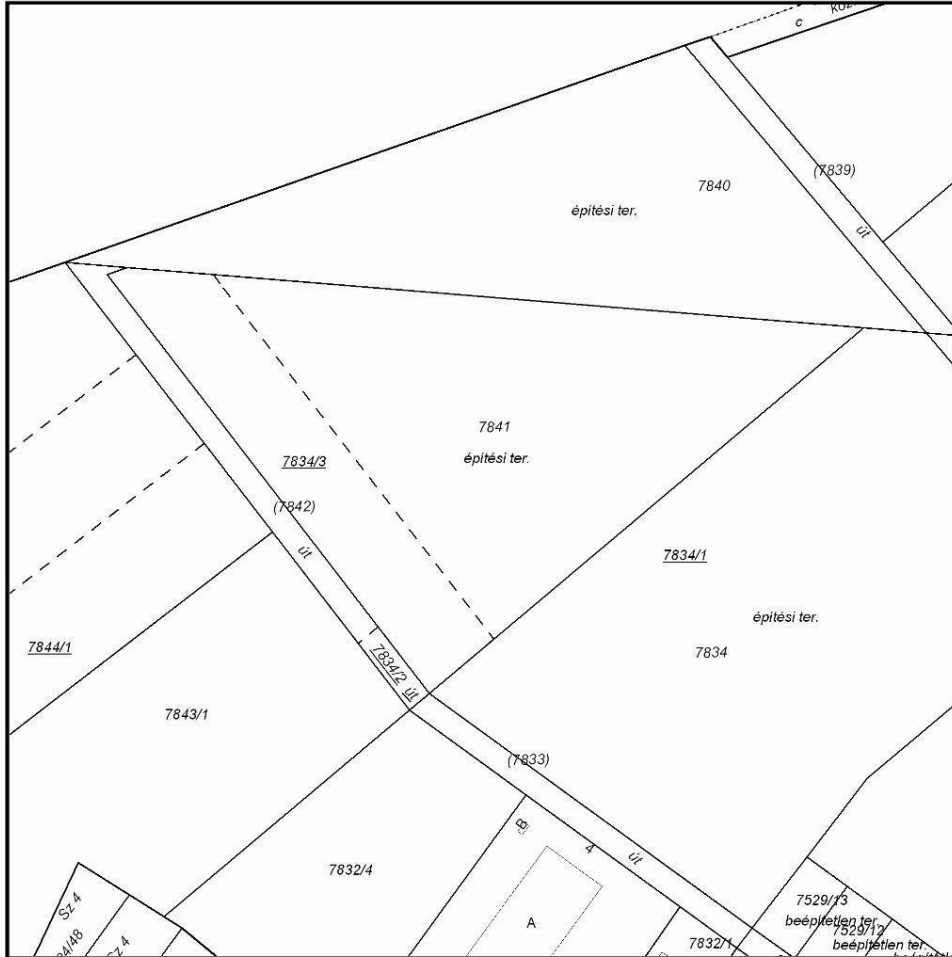 c
(7839)
7840
építési ter.
út
7841
építési ter.
7834/3
(7842)
út
7834/1
építési ter.
7834
7844/1
7834/2 út
7843/1
(7833)
B
4
út
7832/4
A
Sz 4
Sz 4
7529/13
beépítetlen ter.
7529/12
beépítetlen ter.
7832/1